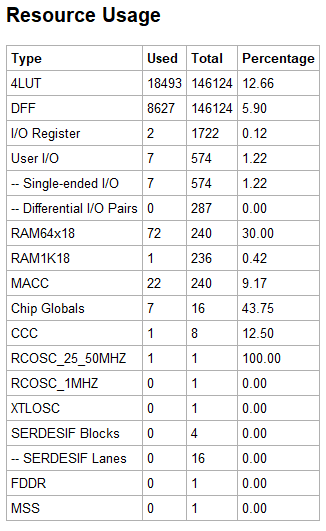 Resource Usage
Type Used Total Percentage
4LUT 18493 146124 12.66
DFF 8627 146124 5.90
I/O Register 2 1722 0.12
User I/O 7 574 1.22
-- Single-ended I/O 7 574 1.22
-- Differential I/O Pairs 0 287 0.00
RAM64x18 72 240 30.00
RAM1K18 1 236 0.42
MACC 22 240 9.17
Chip Globals 7 16 43.75
CCC 1 8 12.50
RCOSC_25_50MHZ 1 1 100.00
RCOSC_1MHZ 0 1 0.00
XTLOSC 0 1 0.00
SERDESIF Blocks 0 4 0.00
-- SERDESIF Lanes 0 16 0.00
FDDR 0 1 0.00
MSS 0 1 0.00